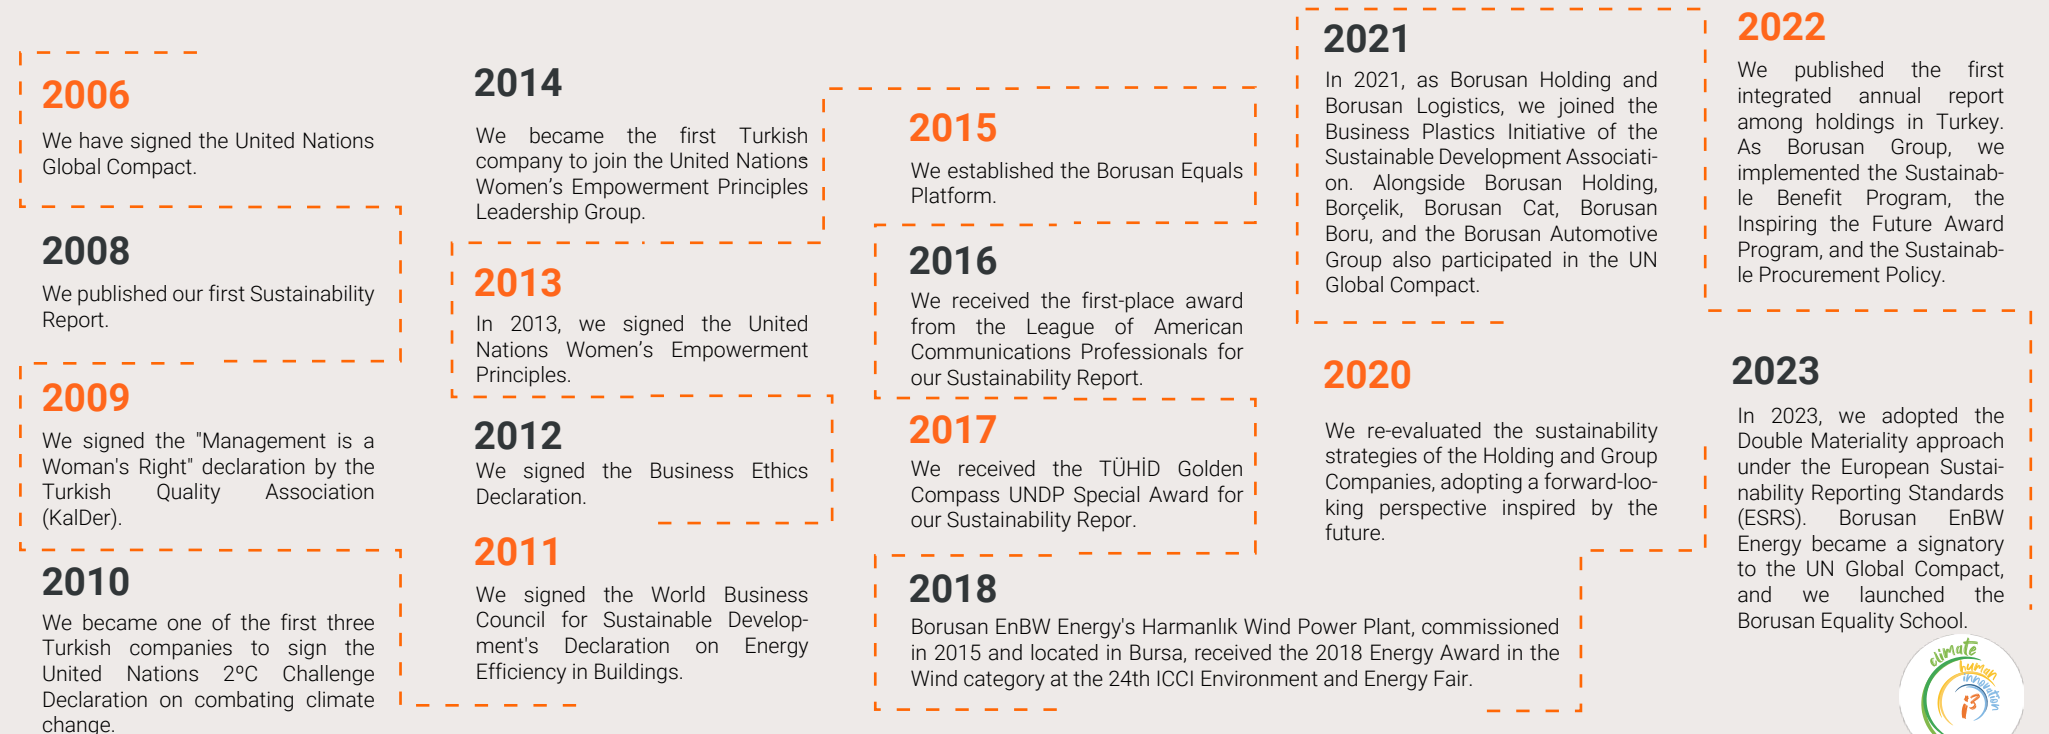 2006
We have signed the United Nations
Global Compact.
2008
We published our first Sustainability
Report.
2009
We signed the "Management is a
Woman's Right" declaration by the
Turkish Quality Association
(KalDer).
2010
We became one of the first three
Turkish companies to sign the
United Nations 2ºC Challenge
Declaration on combating climate
change.
2014
We became the first Turkish
company to join the United Nations
Women’s Empowerment Principles
Leadership Group.
2013
In 2013, we signed the United
Nations Women’s Empowerment
Principles.
2012
We signed the Business Ethics
Declaration.
2011
We signed the World Business
Council for Sustainable Develop-
ment's Declaration on Energy
Efficiency in Buildings.
2015
We established the Borusan Equals
Platform.
2016
We received the first-place award
from the League of American
Communications Professionals for
our Sustainability Report.
2017
We received the TÜHİD Golden
Compass UNDP Special Award for
our Sustainability Repor.
2018
Borusan EnBW Energy's Harmanlık Wind Power Plant, commissioned
in 2015 and located in Bursa, received the 2018 Energy Award in the
Wind category at the 24th ICCI Environment and Energy Fair.
2021
In 2021, as Borusan Holding and
Borusan Logistics, we joined the
Business Plastics Initiative of the
Sustainable Development Associati-
on. Alongside Borusan Holding,
Borçelik, Borusan Cat, Borusan
Boru, and the Borusan Automotive
Group also participated in the UN
Global Compact.
2020
We re-evaluated the sustainability
strategies of the Holding and Group
Companies, adopting a forward-loo-
king perspective inspired by the
future.
2022
We published the first
integrated annual report
among holdings in Turkey.
As Borusan Group, we
implemented the Sustainab-
le Benefit Program, the
Inspiring the Future Award
Program, and the Sustainab-
le Procurement Policy.
2023
In 2023, we adopted the
Double Materiality approach
under the European Sustai-
nability Reporting Standards
(ESRS). Borusan EnBW
Energy became a signatory
to the UN Global Compact,
and we launched the
Borusan Equality School.
climate
human
innovation
i3